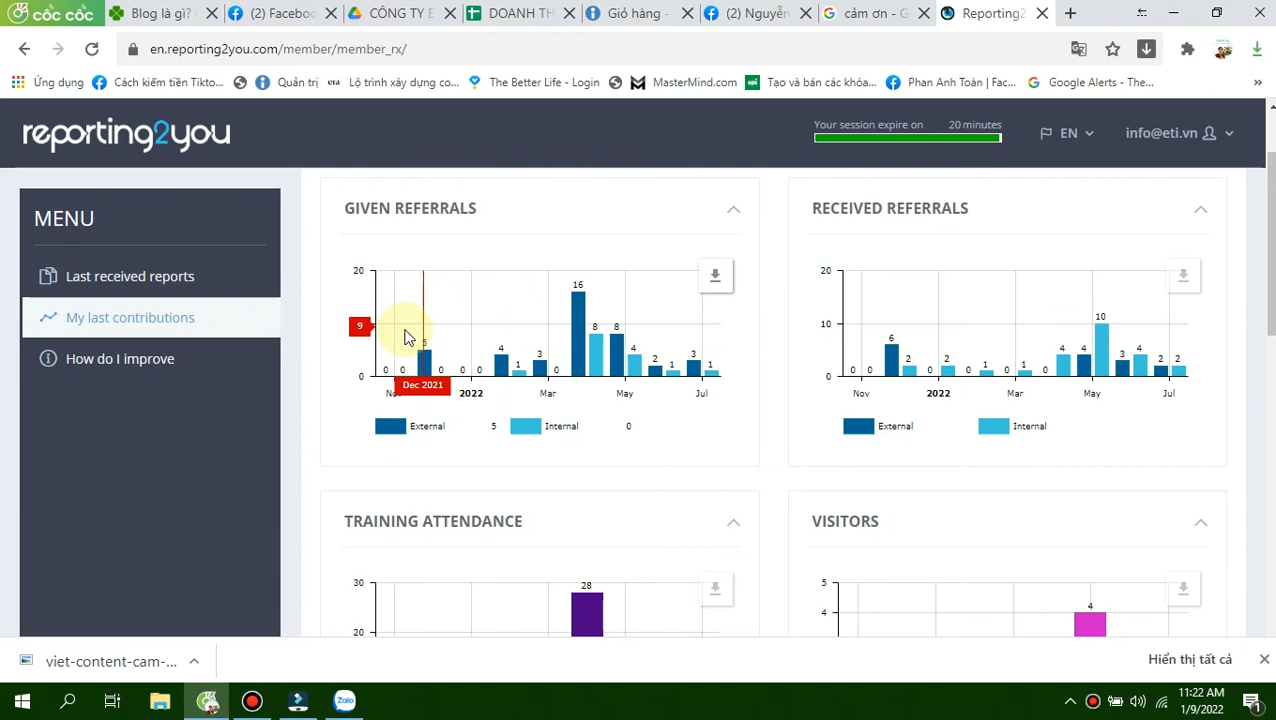 cốc cốc
Blog là gì?
(2) Faceboo
CÔNG TY E
DOANH TH
Giỏ hàng -
(2) nguyên
cảm ơn - G
Reporting2
en.reporting2you.com/member/member_rx/
Ứng dụng
Cách kiếm tiền Tikto...
Quản trị
eta
Lộ trình xây dựng co...
The Better Life - Login
MasterMind.com
spi
Tạo và bán các khóa...
Phan Anh Toàn | Fac...
Google Alerts - The...
»
reporting2you
Your session expire on 20 minutes
EN
info@eti.vn
MENU
Last received reports
My last contributions
How do I improve
GIVEN REFERRALS
20
16
9
8 8
5
4 4
3 3
2
1 1 1
0 0 0 0 0 0 0
0
Dec 2021
2022 Mar May Jul
External 5 Internal 0
RECEIVED REFERRALS
20
10
10
6
4 4 4
3
2 2 2 2
1 1
0 0 0 0 0 0
0
Nov 2022 Mar May Jul
External Internal
TRAINING ATTENDANCE
30
28
20
VISITORS
5
4
4
viet-content-cam-...
Hiển thị tất cả
Zalo
11:22 AM
1/9/2022
1